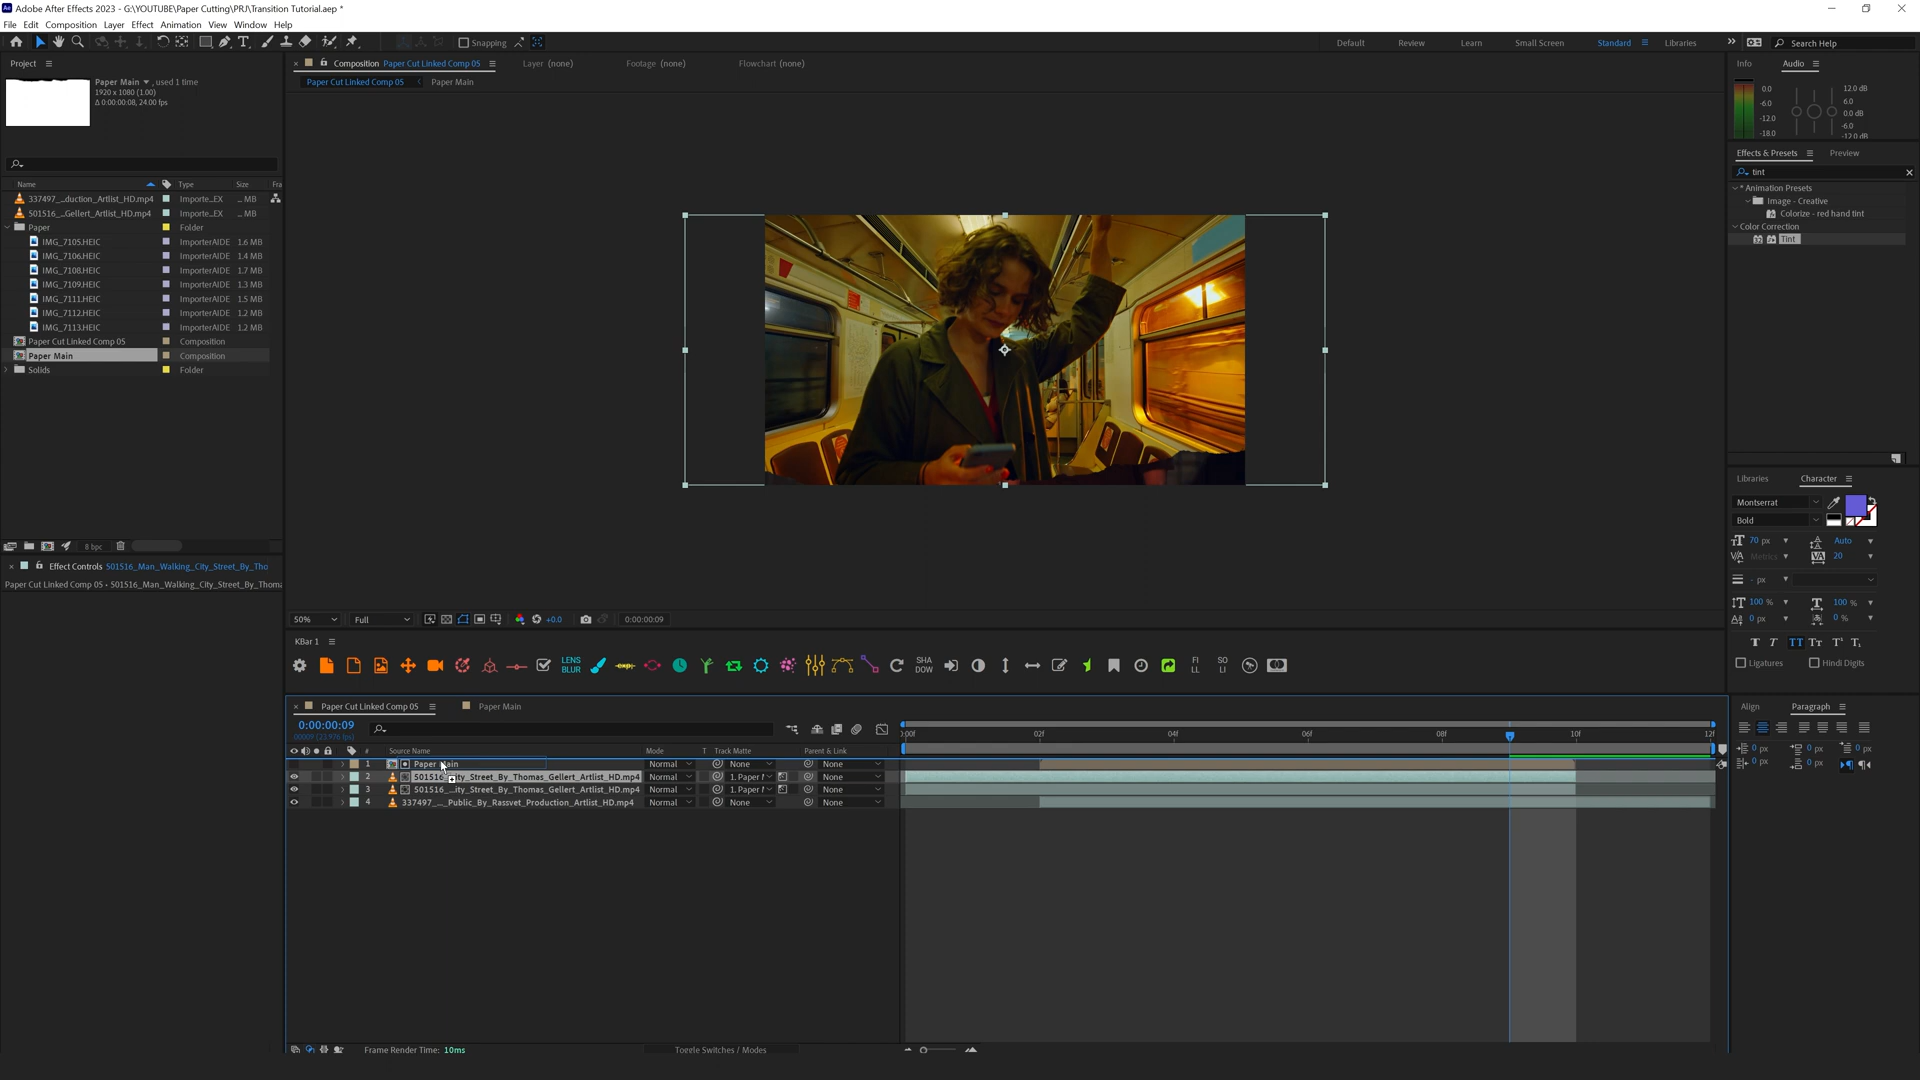 Adobe After Effects 2023 - G:\YOUTUBE\Paper Cutting\PRJ\Transition Tutorial.aep *
File Edit Composition Layer Effect Animation View Window Help
Snapping
Default Review Learn Small Screen Standard Libraries Search Help
Project
Paper Main , used 1 time
1920 x 1080 (1.00)
Δ 0:00:00:08, 24.00 fps
Name Type Size Fra
337497_...duction_Artlist_HD.mp4 Importe...EX ... MB
501516_...Gellert_Artlist_HD.mp4 Importe...EX ... MB
Paper Folder
IMG_7105.HEIC ImporterAIDE 1.6 MB
IMG_7106.HEIC ImporterAIDE 1.4 MB
IMG_7108.HEIC ImporterAIDE 1.7 MB
IMG_7109.HEIC ImporterAIDE 1.3 MB
IMG_7111.HEIC ImporterAIDE 1.5 MB
IMG_7112.HEIC ImporterAIDE 1.2 MB
IMG_7113.HEIC ImporterAIDE 1.2 MB
Paper Cut Linked Comp 05 Composition
Paper Main Composition
Solids Folder
8 bpc
Effect Controls 501516_Man_Walking_City_Street_By_Tho
Paper Cut Linked Comp 05 • 501516_Man_Walking_City_Street_By_Thoma
Composition Paper Cut Linked Comp 05
Layer (none)
Footage (none)
Flowchart (none)
Paper Cut Linked Comp 05 Paper Main
50% Full +0.0 0:00:00:09
KBar 1
LENS BLUR
SHA DOW
FI LL
SO LI
Paper Cut Linked Comp 05 Paper Main
0:00:00:09
00009 (23.976 fps)
# Source Name Mode T Track Matte Parent & Link
1 Paper Main Normal None None
2 501516_...ity_Street_By_Thomas_Gellert_Artlist_HD.mp4 Normal 1. Paper None
3 501516_...ity_Street_By_Thomas_Gellert_Artlist_HD.mp4 Normal 1. Paper None
4 337497_..._Public_By_Rassvet_Production_Artlist_HD.mp4 Normal None None
:00f 02f 04f 06f 08f 10f 12f
Frame Render Time: 10ms
Toggle Switches / Modes
Info Audio
0.0 12.0 dB
-6.0 6.0
-12.0 0.0 dB
-18.0 -6.0
-12.0 dB
Effects & Presets Preview
tint
* Animation Presets
Image - Creative
Colorize - red hand tint
Color Correction
Tint
Libraries Character
Montserrat
Bold
70 px Auto
Metrics 20
- px
100 % 100 %
0 px 0 %
Ligatures Hindi Digits
Align Paragraph
0 px 0 px 0 px
0 px 0 px